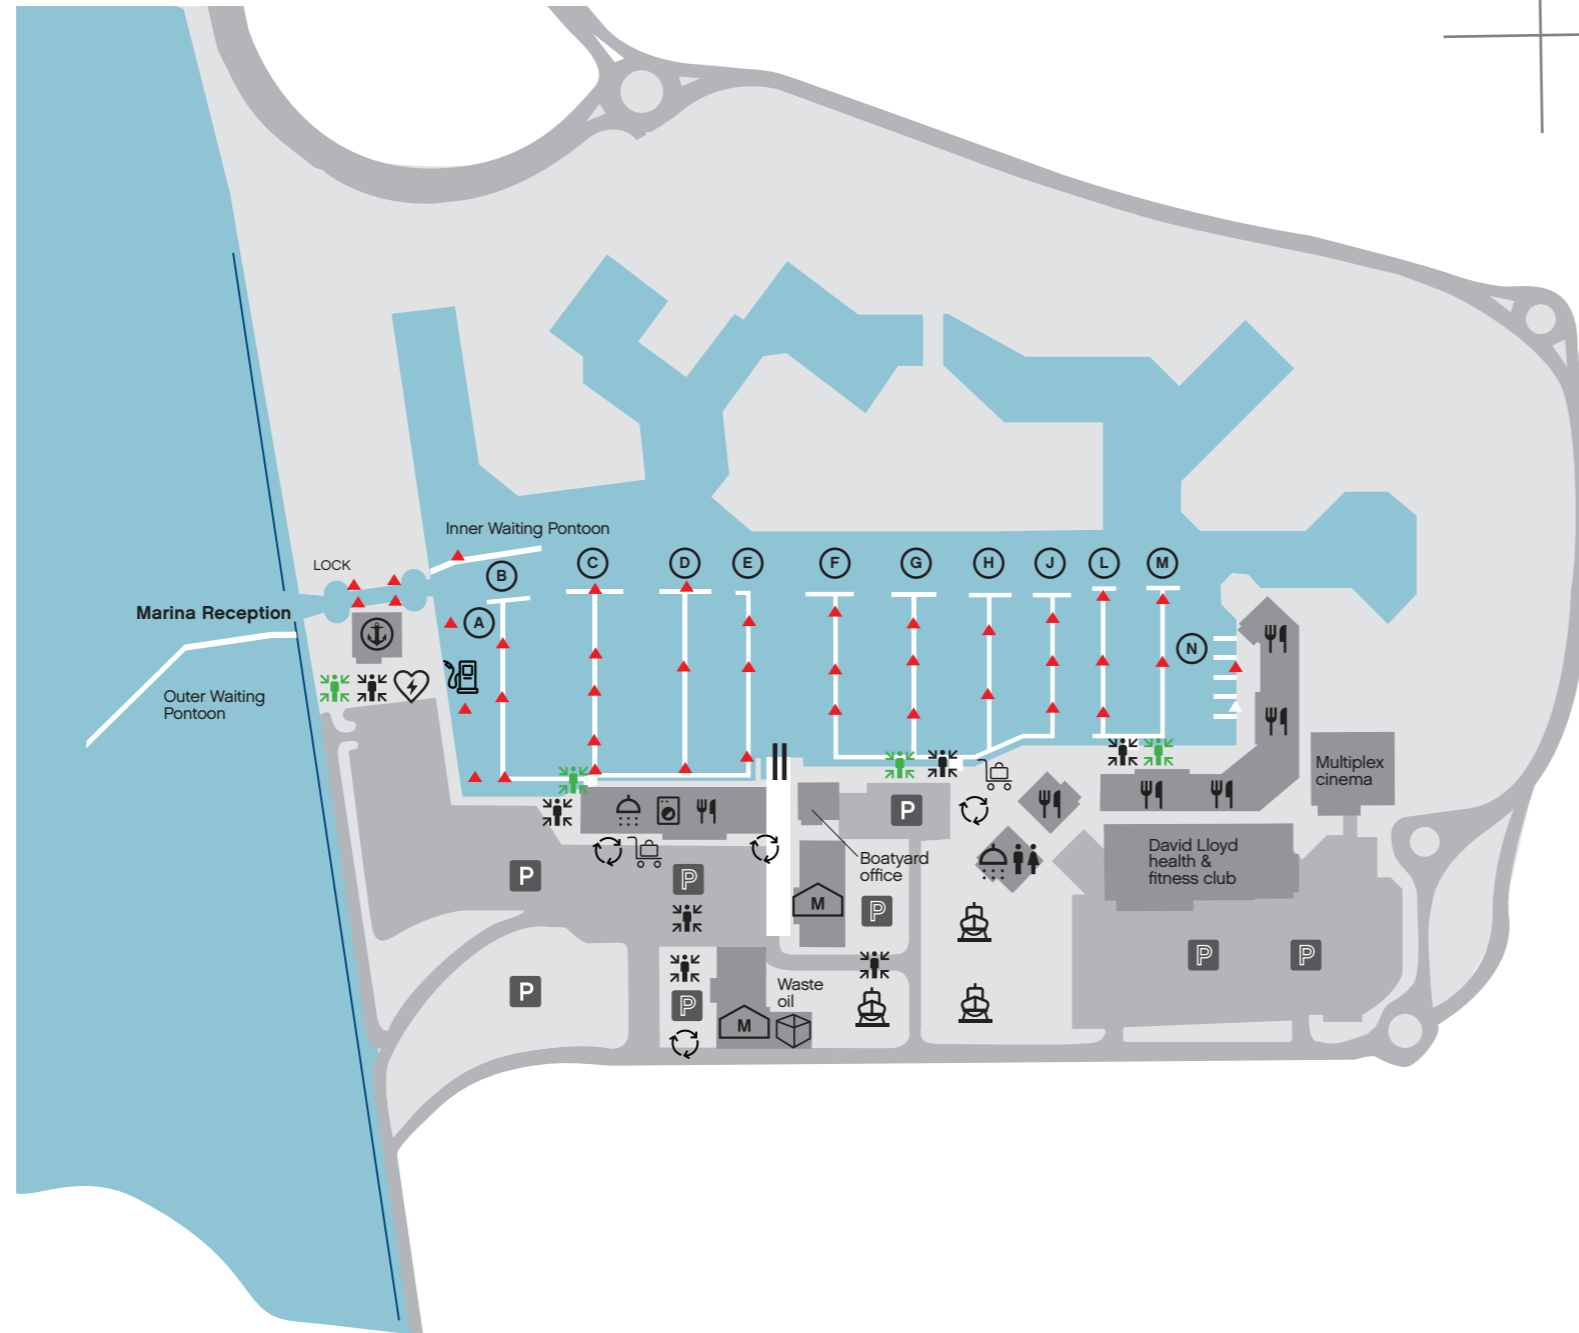 Inner Waiting Pontoon
LOCK
B
C
D
E
F
G
H
J
L
M
Marina Reception
A
N
Outer Waiting
Pontoon
Multiplex
cinema
P
Boatyard
office
David Lloyd
health &
fitness club
P
P
M
P
P
P
P
Waste
oil
P
M